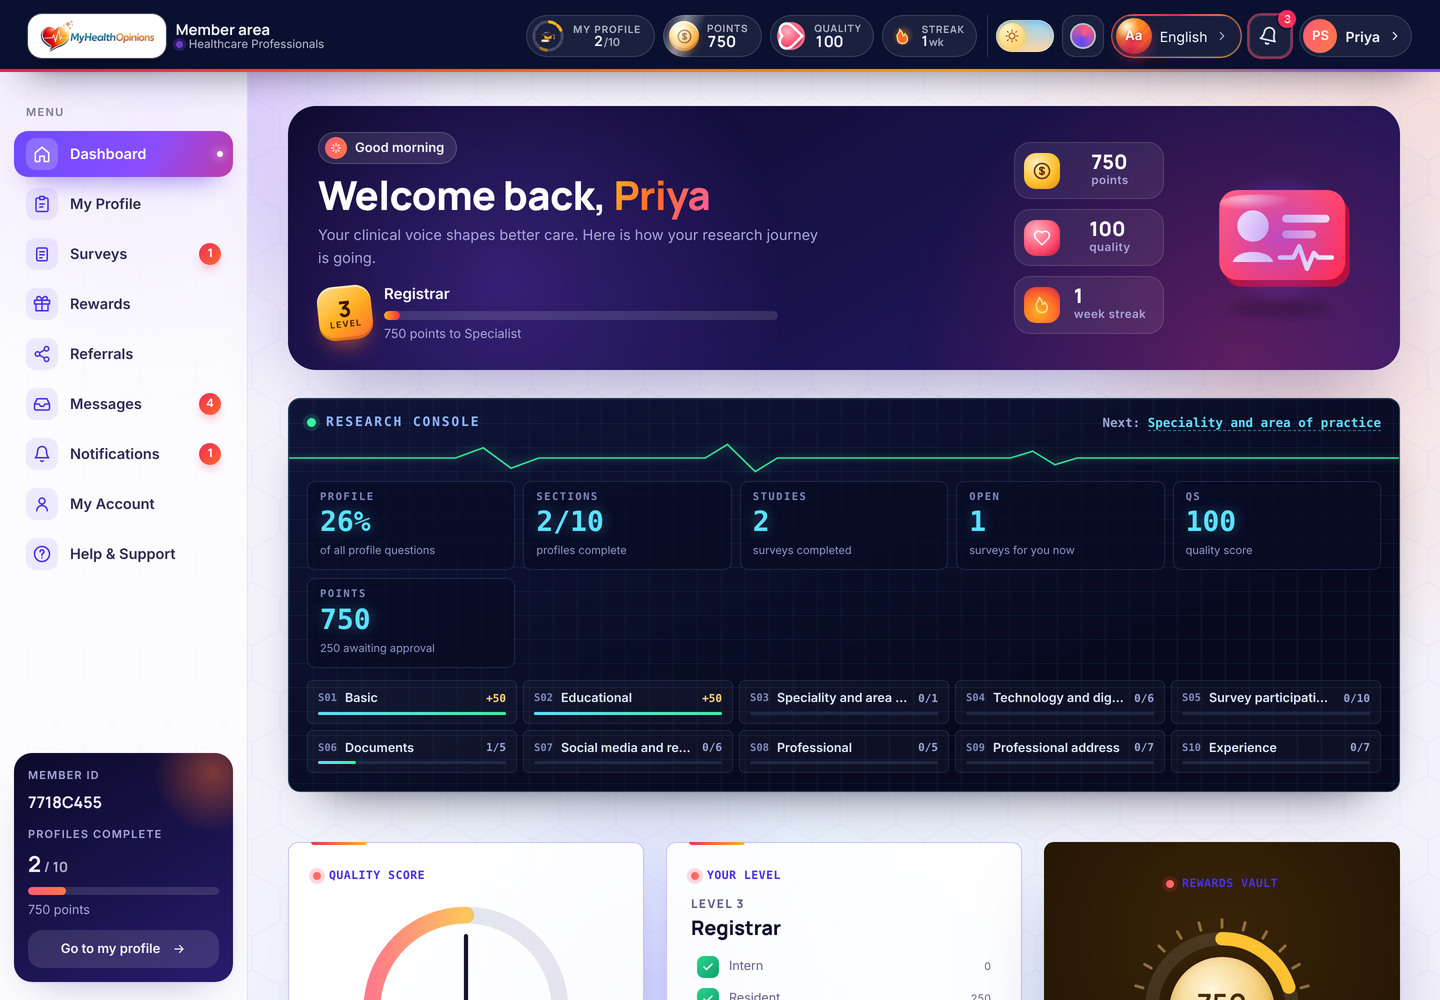 MyHealthOpinions
Member area
Healthcare Professionals
MY PROFILE
2/10
POINTS
750
QUALITY
100
STREAK
1wk
Aa
English
3
PS
Priya
MENU
Dashboard
My Profile
Surveys
1
Rewards
Referrals
Messages
4
Notifications
1
My Account
Help & Support
MEMBER ID
7718C455
PROFILES COMPLETE
2 / 10
750 points
Go to my profile →
Good morning
Welcome back, Priya
Your clinical voice shapes better care. Here is how your research journey
is going.
3
LEVEL
Registrar
750 points to Specialist
750
points
100
quality
1
week streak
RESEARCH CONSOLE
Next: Speciality and area of practice
PROFILE
26%
of all profile questions
SECTIONS
2/10
profiles complete
STUDIES
2
surveys completed
OPEN
1
surveys for you now
QS
100
quality score
POINTS
750
250 awaiting approval
S01 Basic +50
S02 Educational +50
S03 Speciality and area ... 0/1
S04 Technology and dig... 0/6
S05 Survey participati... 0/10
S06 Documents 1/5
S07 Social media and re... 0/6
S08 Professional 0/5
S09 Professional address 0/7
S10 Experience 0/7
QUALITY SCORE
YOUR LEVEL
LEVEL 3
Registrar
Intern 0
Resident 250
REWARDS VAULT
750